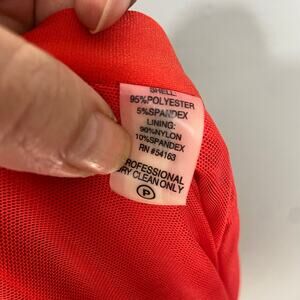 SHELL:
95%POLYESTER
5%SPANDEX
LINING:
90%NYLON
10%SPANDEX
RN #54163
PROFESSIONAL
DRY CLEAN ONLY
P